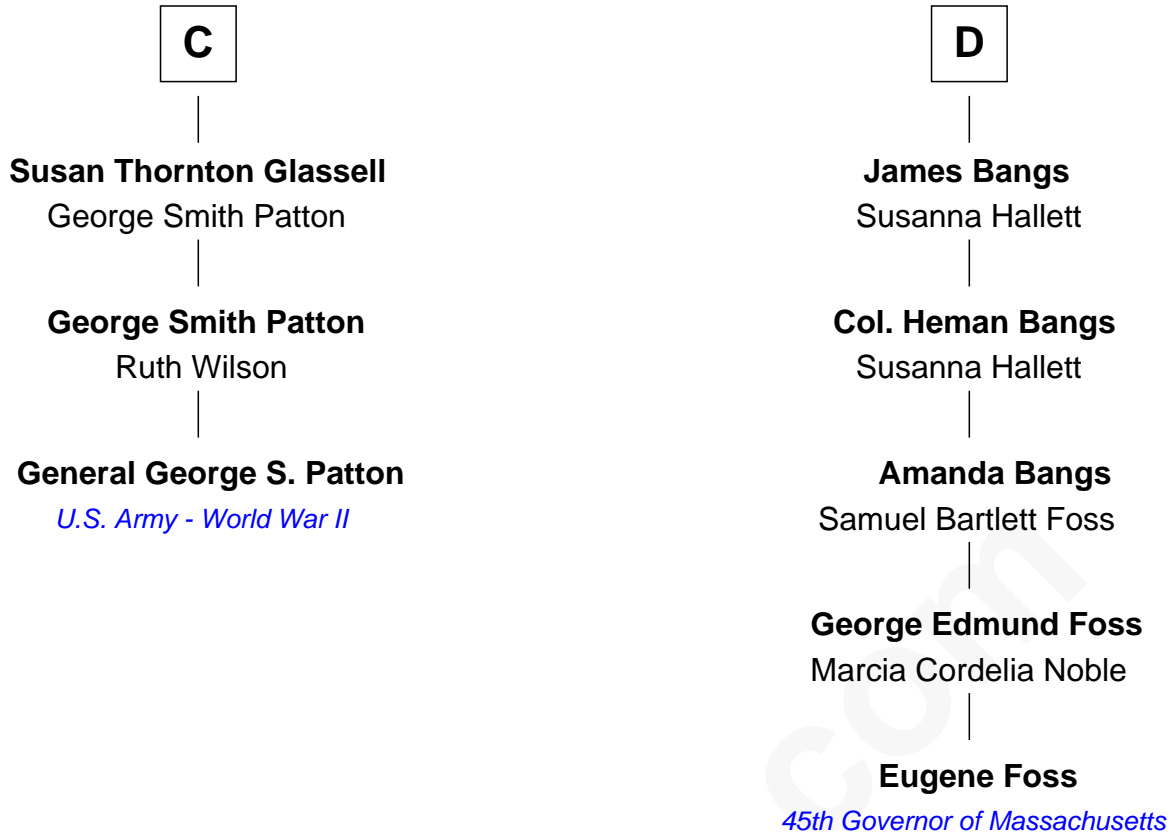 C
Susan Thornton Glassell
George Smith Patton
George Smith Patton
Ruth Wilson
General George S. Patton
U.S. Army - World War II
D
James Bangs
Susanna Hallett
Col. Heman Bangs
Susanna Hallett
Amanda Bangs
Samuel Bartlett Foss
George Edmund Foss
Marcia Cordelia Noble
Eugene Foss
45th Governor of Massachusetts
com